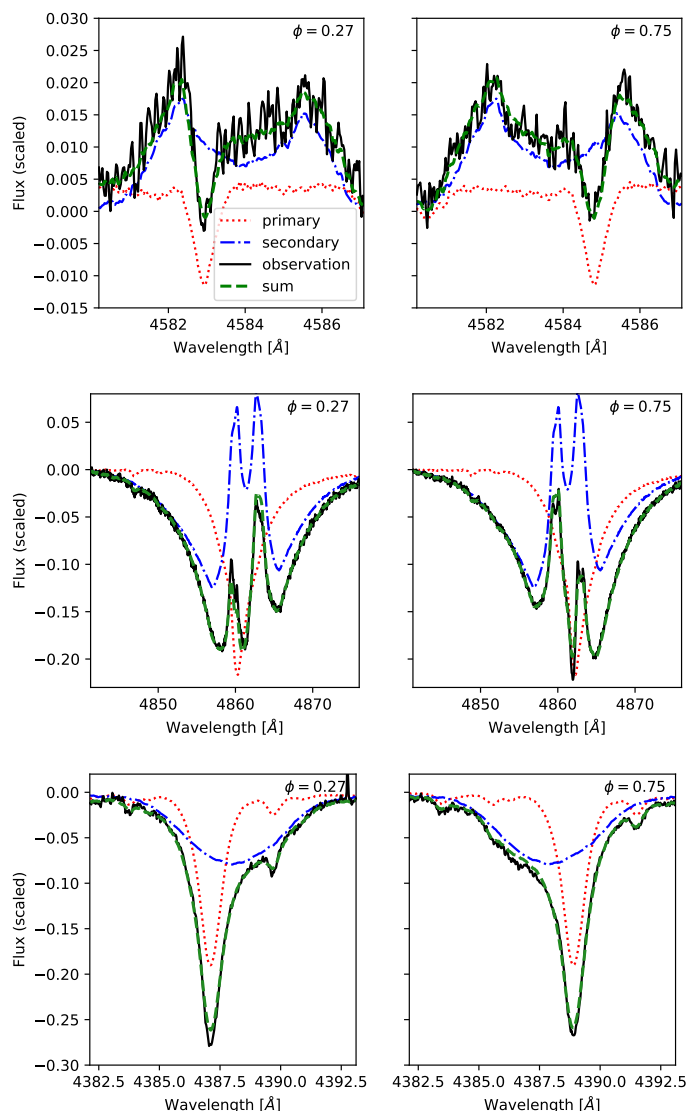 0.030
0.025
0.020
0.015
0.010
0.005
0.000
−0.005
−0.010
−0.015
Flux (scaled)
ϕ = 0.27
primary
secondary
observation
sum
4582 4584 4586
Wavelength [Å]
ϕ = 0.75
4582 4584 4586
Wavelength [Å]
0.05
0.00
−0.05
−0.10
−0.15
−0.20
Flux (scaled)
ϕ = 0.27
4850 4860 4870
Wavelength [Å]
ϕ = 0.75
4850 4860 4870
Wavelength [Å]
0.00
−0.05
−0.10
−0.15
−0.20
−0.25
−0.30
Flux (scaled)
ϕ = 0.27
4382.5 4385.0 4387.5 4390.0 4392.5
Wavelength [Å]
ϕ = 0.75
4382.5 4385.0 4387.5 4390.0 4392.5
Wavelength [Å]